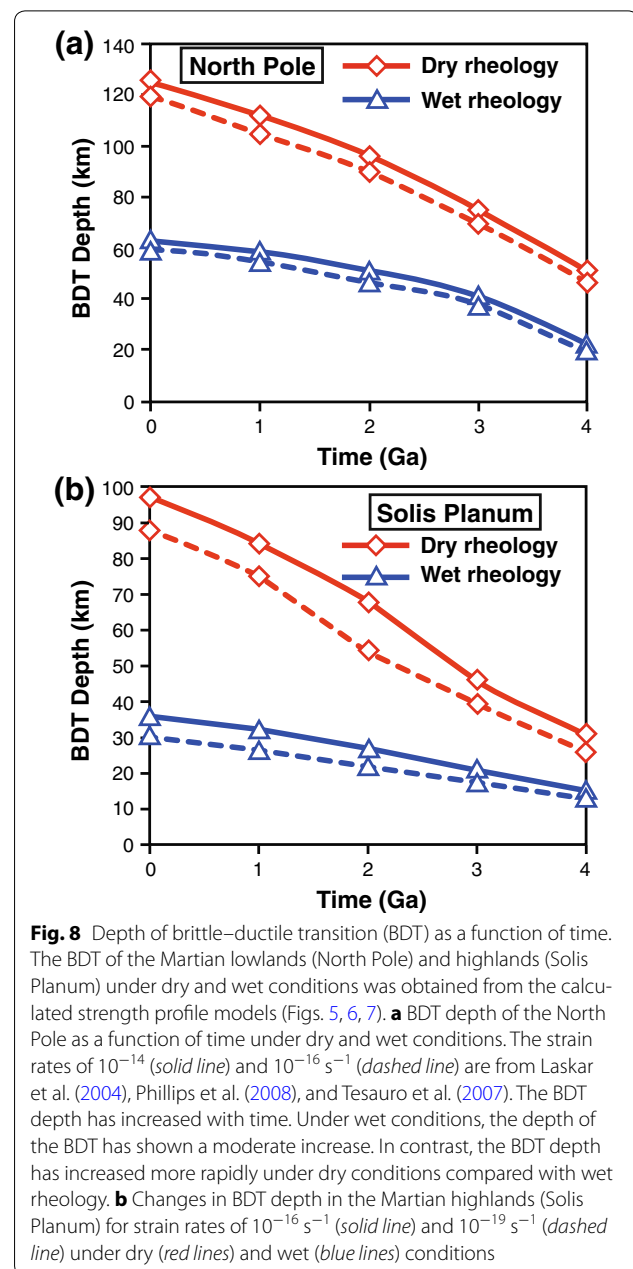 (a)
North Pole
Dry rheology
Wet rheology
140
120
100
80
60
40
20
0
BDT Depth (km)
0 1 2 3 4
Time (Ga)
(b)
Solis Planum
Dry rheology
Wet rheology
100
90
80
70
60
50
40
30
20
10
0
BDT Depth (km)
0 1 2 3 4
Time (Ga)
Fig. 8 Depth of brittle–ductile transition (BDT) as a function of time.
The BDT of the Martian lowlands (North Pole) and highlands (Solis
Planum) under dry and wet conditions was obtained from the calcu-
lated strength profile models (Figs. 5, 6, 7). a BDT depth of the North
Pole as a function of time under dry and wet conditions. The strain
rates of 10⁻¹⁴ (solid line) and 10⁻¹⁶ s⁻¹ (dashed line) are from Laskar
et al. (2004), Phillips et al. (2008), and Tesauro et al. (2007). The BDT
depth has increased with time. Under wet conditions, the depth of
the BDT has shown a moderate increase. In contrast, the BDT depth
has increased more rapidly under dry conditions compared with wet
rheology. b Changes in BDT depth in the Martian highlands (Solis
Planum) for strain rates of 10⁻¹⁶ s⁻¹ (solid line) and 10⁻¹⁹ s⁻¹ (dashed
line) under dry (red lines) and wet (blue lines) conditions